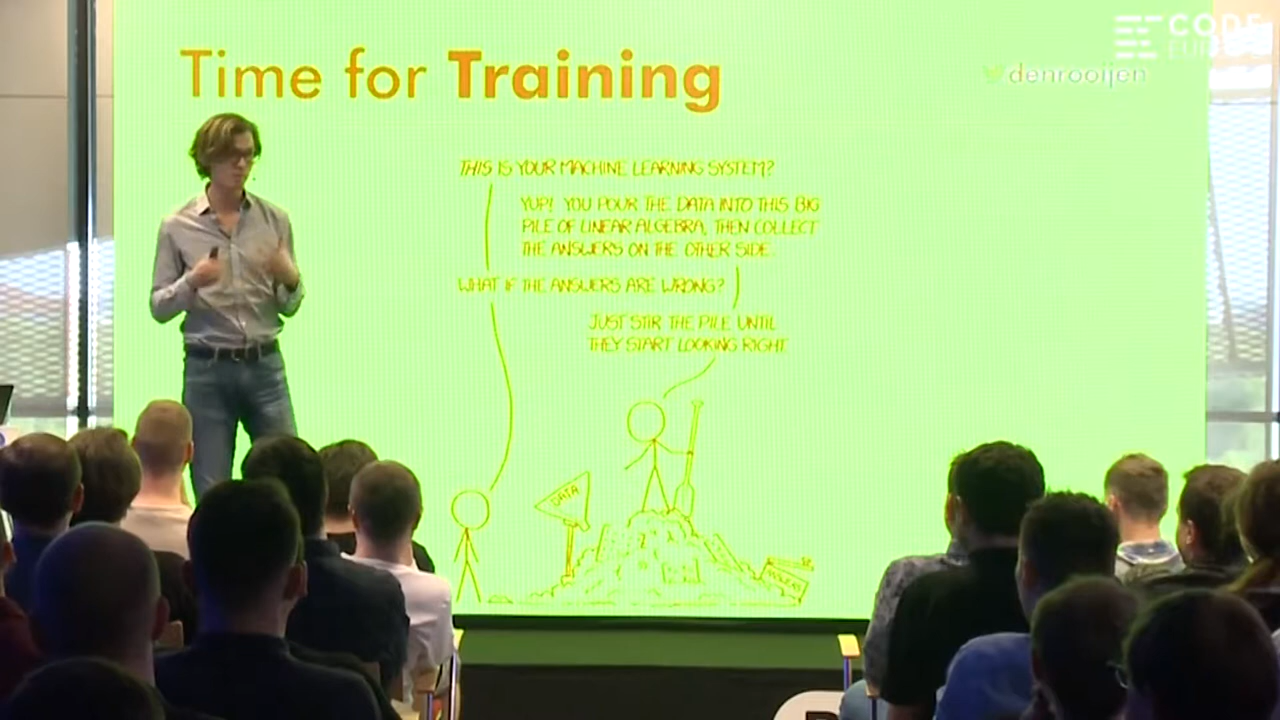 CODE
EUROPE
Time for Training
denrooijen
THIS IS YOUR MACHINE LEARNING SYSTEM?
YUP! YOU POUR THE DATA INTO THIS BIG
PILE OF LINEAR ALGEBRA, THEN COLLECT
THE ANSWERS ON THE OTHER SIDE.
WHAT IF THE ANSWERS ARE WRONG?
JUST STIR THE PILE UNTIL
THEY START LOOKING RIGHT.
DATA
ANSWERS